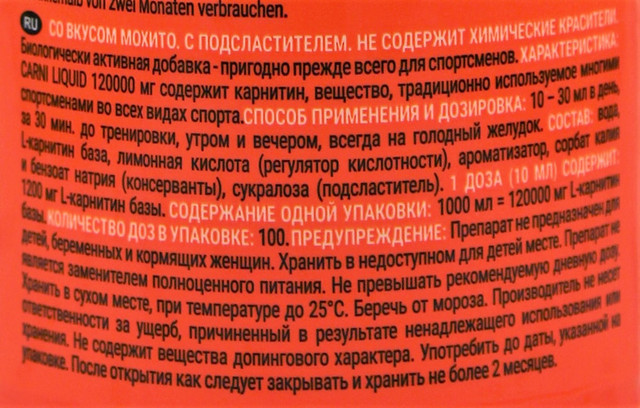 innerhalb von zwei Monaten verbrauchen.
RU СО ВКУСОМ МОХИТО. С ПОДСЛАСТИТЕЛЕМ. НЕ СОДЕРЖИТ ХИМИЧЕСКИЕ КРАСИТЕЛИ.
Биологически активная добавка - пригодно прежде всего для спортсменов. ХАРАКТЕРИСТИКА:
CARNI LIQUID 120000 мг содержит карнитин, вещество, традиционно используемое многими
спортсменами во всех видах спорта. СПОСОБ ПРИМЕНЕНИЯ И ДОЗИРОВКА: 10 – 30 мл в день,
за 30 мин. до тренировки, утром и вечером, всегда на голодный желудок. СОСТАВ: вода,
L-карнитин база, лимонная кислота (регулятор кислотности), ароматизатор, сорбат калия
и бензоат натрия (консерванты), сукралоза (подсластитель). 1 ДОЗА (10 МЛ) СОДЕРЖИТ:
1200 мг L-карнитин базы. СОДЕРЖАНИЕ ОДНОЙ УПАКОВКИ: 1000 мл = 120000 мг L-карнитин
базы. КОЛИЧЕСТВО ДОЗ В УПАКОВКЕ: 100. ПРЕДУПРЕЖДЕНИЕ: Препарат не предназначен для
детей, беременных и кормящих женщин. Хранить в недоступном для детей месте. Препарат не
является заменителем полноценного питания. Не превышать рекомендуемую дневную дозу.
Хранить в сухом месте, при температуре до 25°C. Беречь от мороза. Производитель не несет
ответственности за ущерб, причиненный в результате ненадлежащего использования или
хранения. Не содержит вещества допингового характера. Употребить до даты, указанной на
упаковке. После открытия как следует закрывать и хранить не более 2 месяцев.